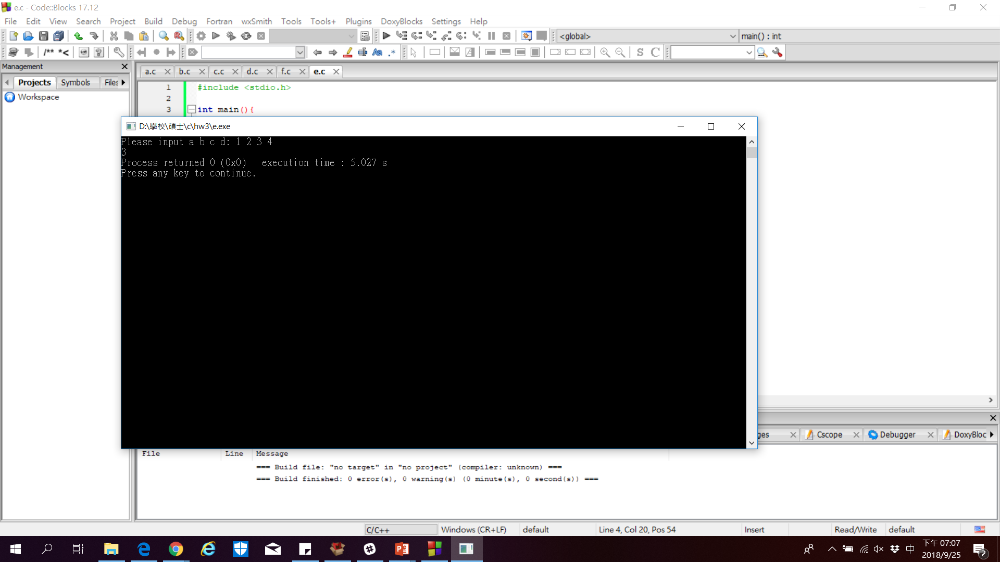 e.c - Code::Blocks 17.12
File Edit View Search Project Build Debug Fortran wxSmith Tools Tools+ Plugins DoxyBlocks Settings Help
<global> main() : int
/** *<
S C
Management
a.c b.c c.c d.c f.c e.c
Projects Symbols Files
Workspace
1 #include <stdio.h>
2
3 int main(){
D:\學校\碩士\c\hw3\e.exe
Please input a b c d: 1 2 3 4
3
Process returned 0 (0x0)   execution time : 5.027 s
Press any key to continue.
ges Cscope Debugger DoxyBloc
File Line Message
=== Build file: "no target" in "no project" (compiler: unknown) ===
=== Build finished: 0 error(s), 0 warning(s) (0 minute(s), 0 second(s)) ===
C/C++ Windows (CR+LF) default Line 4, Col 20, Pos 54 Insert Read/Write default
中
下午 07:07
2018/9/25
2